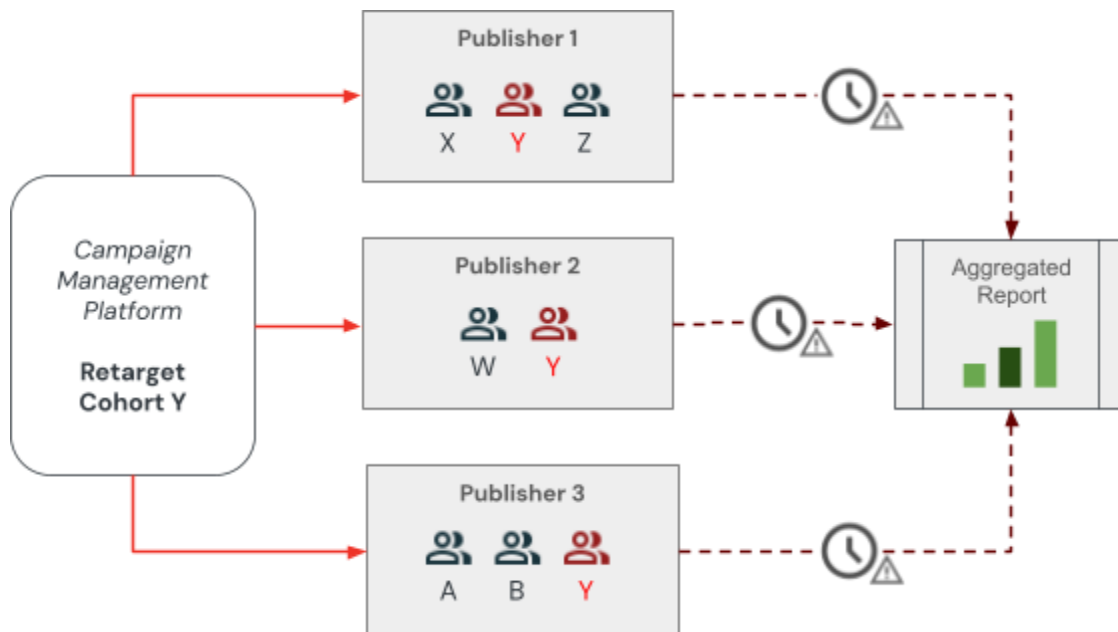 Campaign
Management
Platform
Retarget
Cohort Y
Publisher 1
X Y Z
Publisher 2
W Y
Publisher 3
A B Y
Aggregated
Report